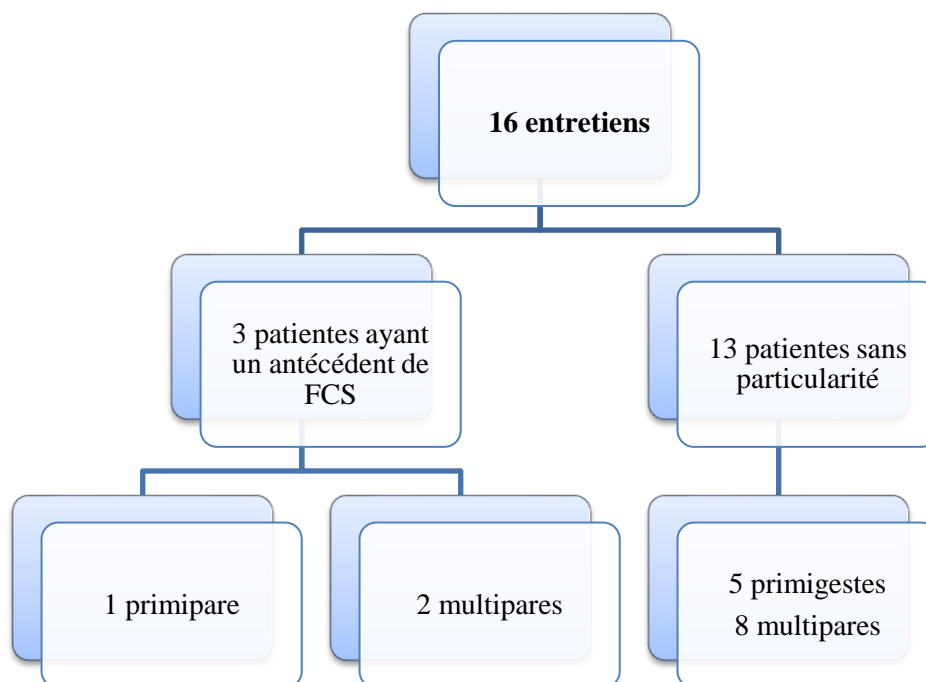 16 entretiens
3 patientes ayant
un antécédent de
FCS
13 patientes sans
particularité
1 primipare
2 multipares
5 primigestes
8 multipares